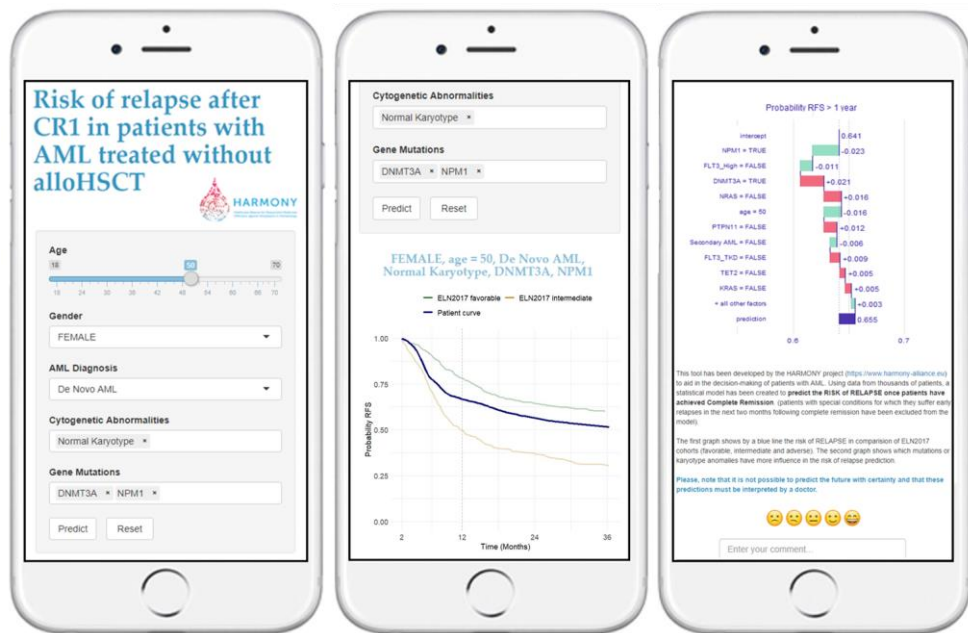 Risk of relapse after
CR1 in patients with
AML treated without
alloHSCT
HARMONY
Age
18 50 70
18 24 30 36 42 48 54 60 66 70
Gender
FEMALE
AML Diagnosis
De Novo AML
Cytogenetic Abnormalities
Normal Karyotype ×
Gene Mutations
DNMT3A × NPM1 ×
Predict Reset
Cytogenetic Abnormalities
Normal Karyotype ×
Gene Mutations
DNMT3A × NPM1 ×
Predict Reset
FEMALE, age = 50, De Novo AML,
Normal Karyotype, DNMT3A, NPM1
ELN2017 favorable ELN2017 intermediate
Patient curve
1.00
0.75
0.50
0.25
0.00
Probability RFS
2 12 24 36
Time (Months)
Probability RFS > 1 year
intercept 0.641
NPM1 = TRUE -0.023
FLT3_High = FALSE -0.011
DNMT3A = TRUE +0.021
NRAS = FALSE +0.016
age = 50 -0.016
PTPN11 = FALSE +0.012
Secondary AML = FALSE -0.006
FLT3_TKD = FALSE +0.009
TET2 = FALSE +0.005
KRAS = FALSE +0.005
+ all other factors +0.003
prediction 0.655
0.6 0.7
This tool has been developed by the HARMONY project (https://www.harmony-alliance.eu)
to aid in the decision-making of patients with AML. Using data from thousands of patients, a
statistical model has been created to predict the RISK OF RELAPSE once patients have
achieved Complete Remission. (patients with special conditions for which they suffer early
relapses in the next two months following complete remission have been excluded from the
model).
The first graph shows by a blue line the risk of RELAPSE in comparision of ELN2017
cohorts (favorable, intermediate and adverse). The second graph shows which mutations or
karyotype anomalies have more influence in the risk of relapse prediction.
Please, note that it is not possible to predict the future with certainty and that these
predictions must be interpreted by a doctor.
Enter your comment...